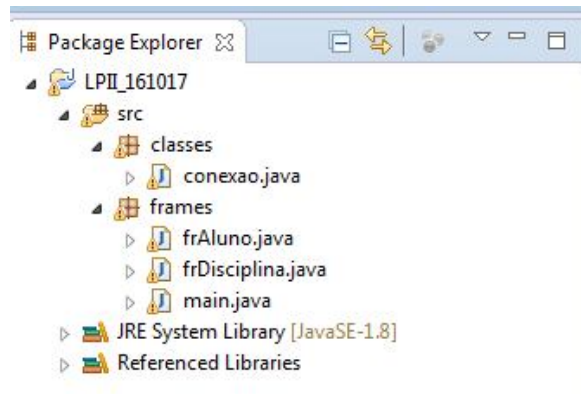 Package Explorer
LPII_161017
src
classes
conexao.java
frames
frAluno.java
frDisciplina.java
main.java
JRE System Library [JavaSE-1.8]
Referenced Libraries